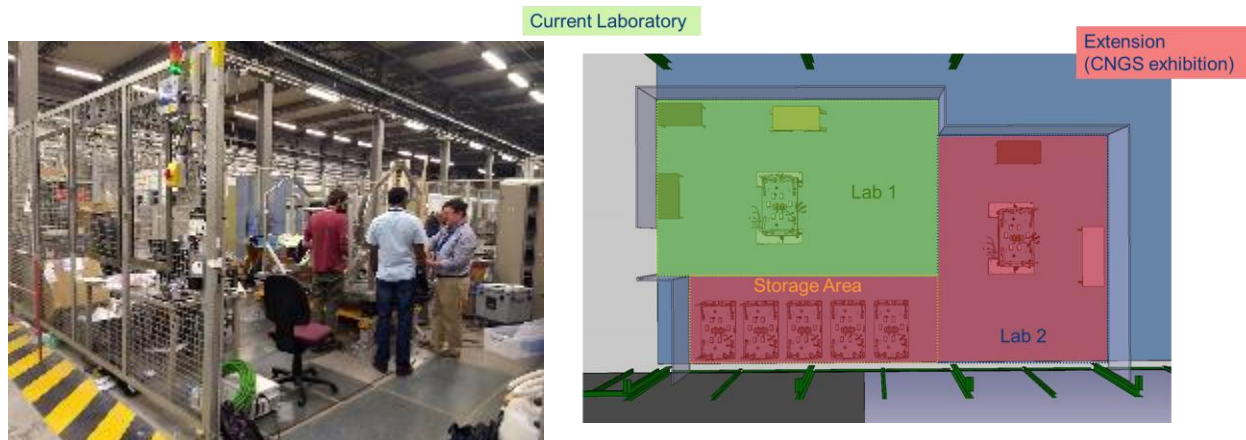 Current Laboratory
Extension
(CNGS exhibition)
Lab 1
Storage Area
Lab 2